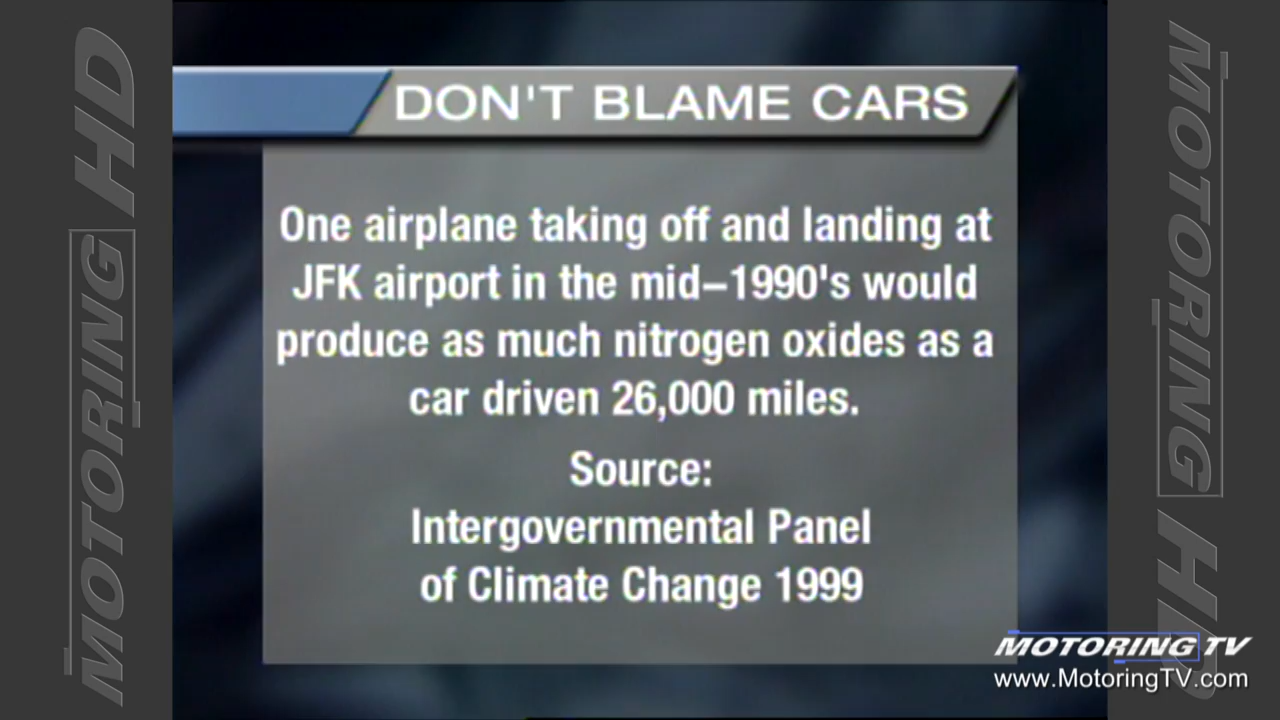 MOTORING HD
DON'T BLAME CARS
One airplane taking off and landing at
JFK airport in the mid–1990's would
produce as much nitrogen oxides as a
car driven 26,000 miles.
Source:
Intergovernmental Panel
of Climate Change 1999
MOTORING HD
MOTORING TV
www.MotoringTV.com